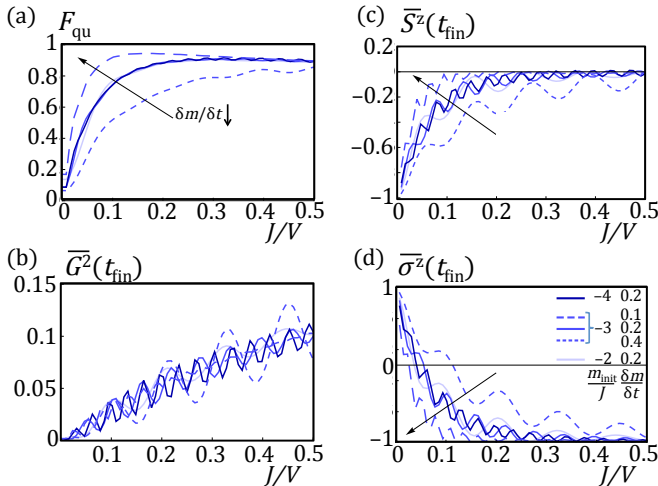 (a)
F_qu
1
0.8
0.6
0.4
0.2
0
δm/δt↓
0 0.1 0.2 0.3 0.4 0.5
J/V
(c)
S̅ᶻ(t_fin)
0.2
−0.2
−0.6
−1
0 0.1 0.2 0.3 0.4 0.5
J/V
(b)
G̅²(t_fin)
0.15
0.10
0.05
0
0 0.1 0.2 0.3 0.4 0.5
J/V
(d)
σ̅ᶻ(t_fin)
1
0
−1
−4 0.2
0.1
−3 0.2
0.4
−2 0.2
m_init/J δm/δt
0 0.1 0.2 0.3 0.4 0.5
J/V